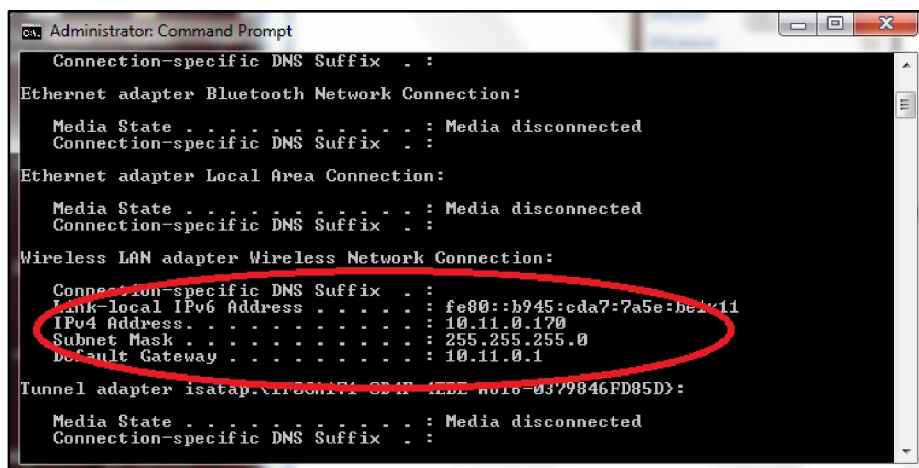 Administrator: Command Prompt
Connection-specific DNS Suffix . :
Ethernet adapter Bluetooth Network Connection:
Media State . . . . . . . . . . . : Media disconnected
Connection-specific DNS Suffix . :
Ethernet adapter Local Area Connection:
Media State . . . . . . . . . . . : Media disconnected
Connection-specific DNS Suffix . :
Wireless LAN adapter Wireless Network Connection:
Connection-specific DNS Suffix . :
Link-local IPv6 Address . . . . . :
IPv4 Address. . . . . . . . . . . : 10.11.0.170
Subnet Mask . . . . . . . . . . . : 255.255.255.0
Default Gateway . . . . . . . . . : 10.11.0.1
Tunnel adapter
Media State . . . . . . . . . . . : Media disconnected
Connection-specific DNS Suffix . :